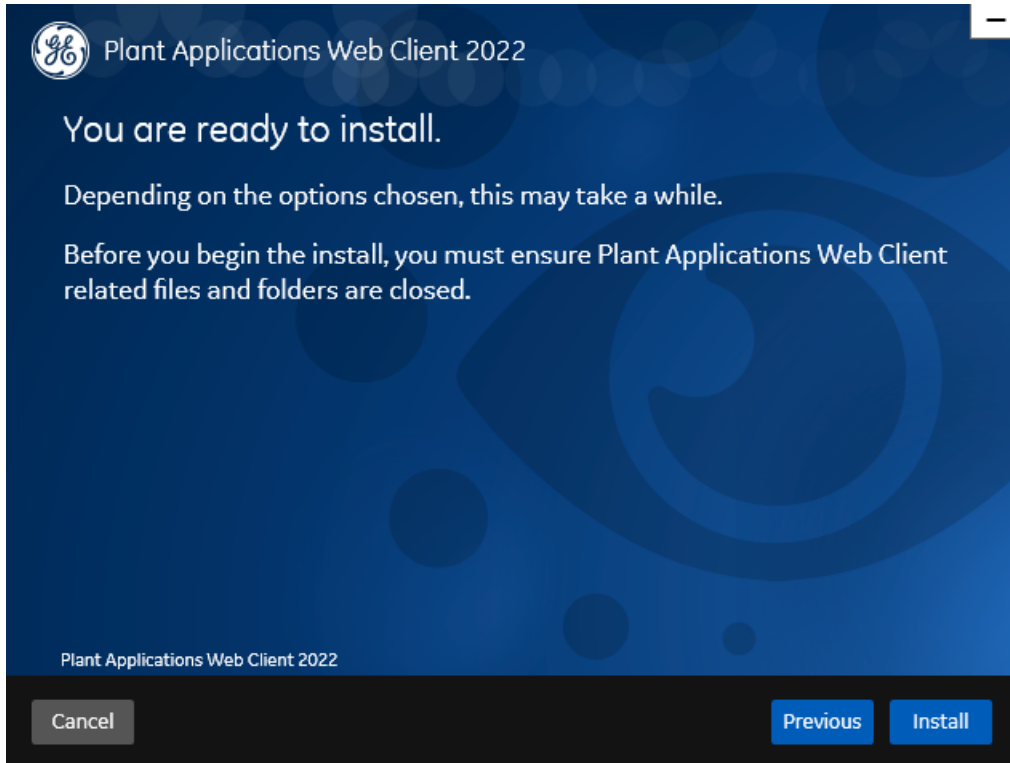 Plant Applications Web Client 2022
You are ready to install.
Depending on the options chosen, this may take a while.
Before you begin the install, you must ensure Plant Applications Web Client
related files and folders are closed.
Plant Applications Web Client 2022
Cancel
Previous
Install